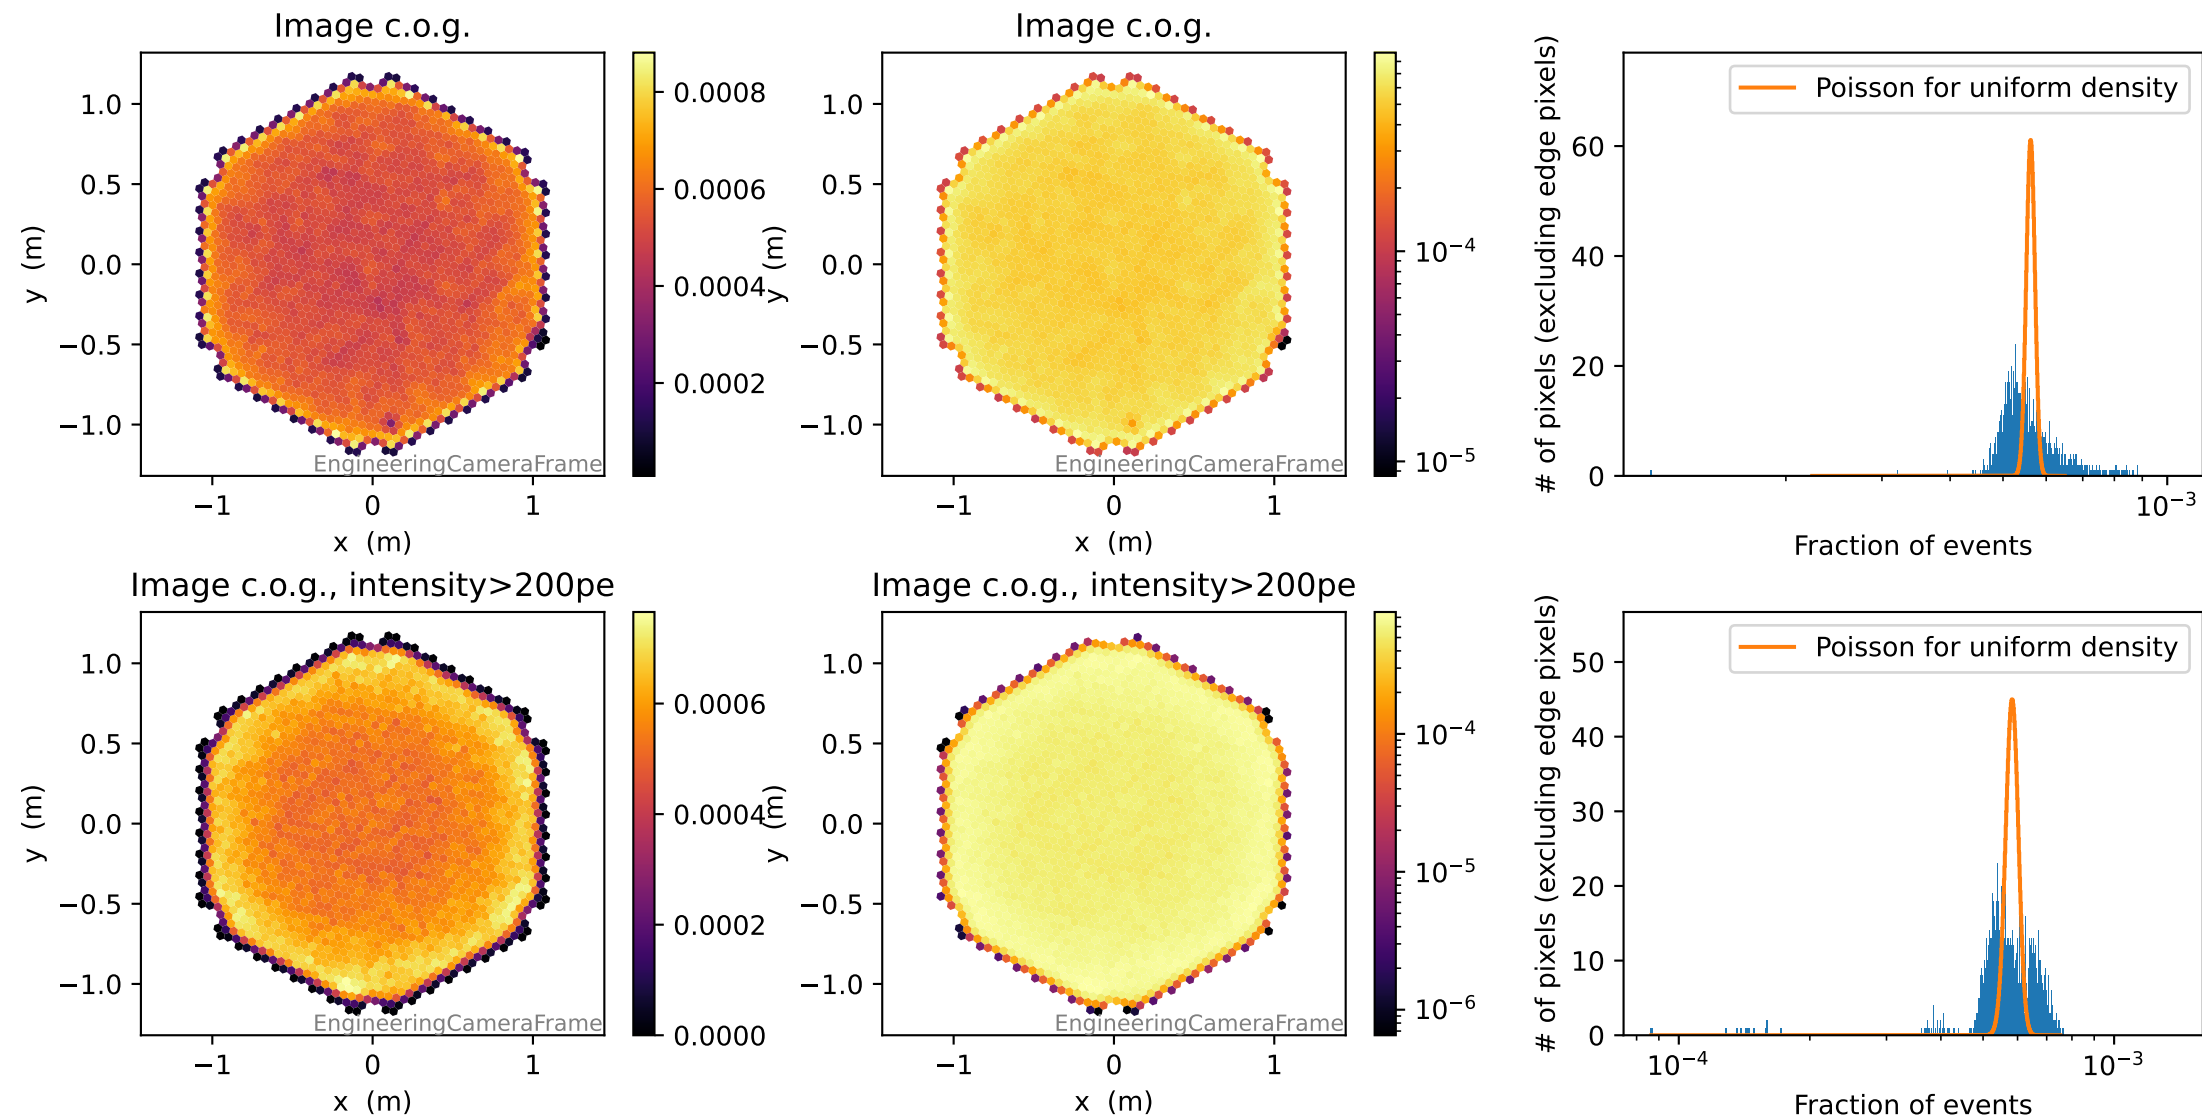 Image c.o.g.
1.0
0.5
0.0
−0.5
−1.0
y (m)
−1
0
1
x (m)
EngineeringCameraFrame
0.0008
0.0006
0.0004
0.0002
Image c.o.g.
1.0
0.5
0.0
−0.5
−1.0
y (m)
−1
0
1
x (m)
EngineeringCameraFrame
10⁻⁴
10⁻⁵
# of pixels (excluding edge pixels)
60
40
20
0
Poisson for uniform density
10⁻³
Fraction of events
Image c.o.g., intensity>200pe
1.0
0.5
0.0
−0.5
−1.0
y (m)
−1
0
1
x (m)
EngineeringCameraFrame
0.0006
0.0004
0.0002
0.0000
Image c.o.g., intensity>200pe
1.0
0.5
0.0
−0.5
−1.0
y (m)
−1
0
1
x (m)
EngineeringCameraFrame
10⁻⁴
10⁻⁵
10⁻⁶
# of pixels (excluding edge pixels)
50
40
30
20
10
0
Poisson for uniform density
10⁻⁴
10⁻³
Fraction of events